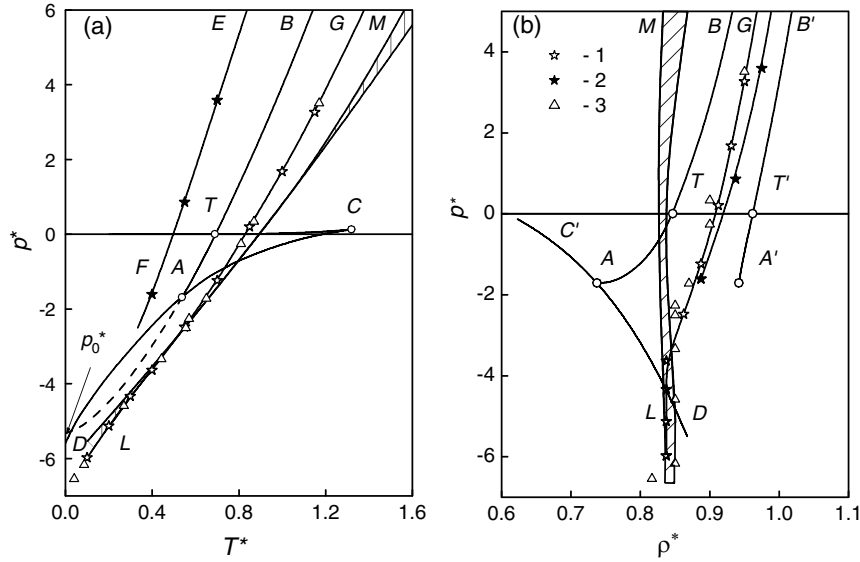 (a)
E
B
G
M
6
4
2
0
-2
-4
-6
p*
T
C
F
A
p₀*
D
L
0.0
0.4
0.8
1.2
1.6
T*
(b)
M
B
G
B'
- 1
- 2
- 3
4
2
0
-2
-4
-6
p*
T
T'
C'
A
A'
L
D
0.6
0.7
0.8
0.9
1.0
1.1
ρ*